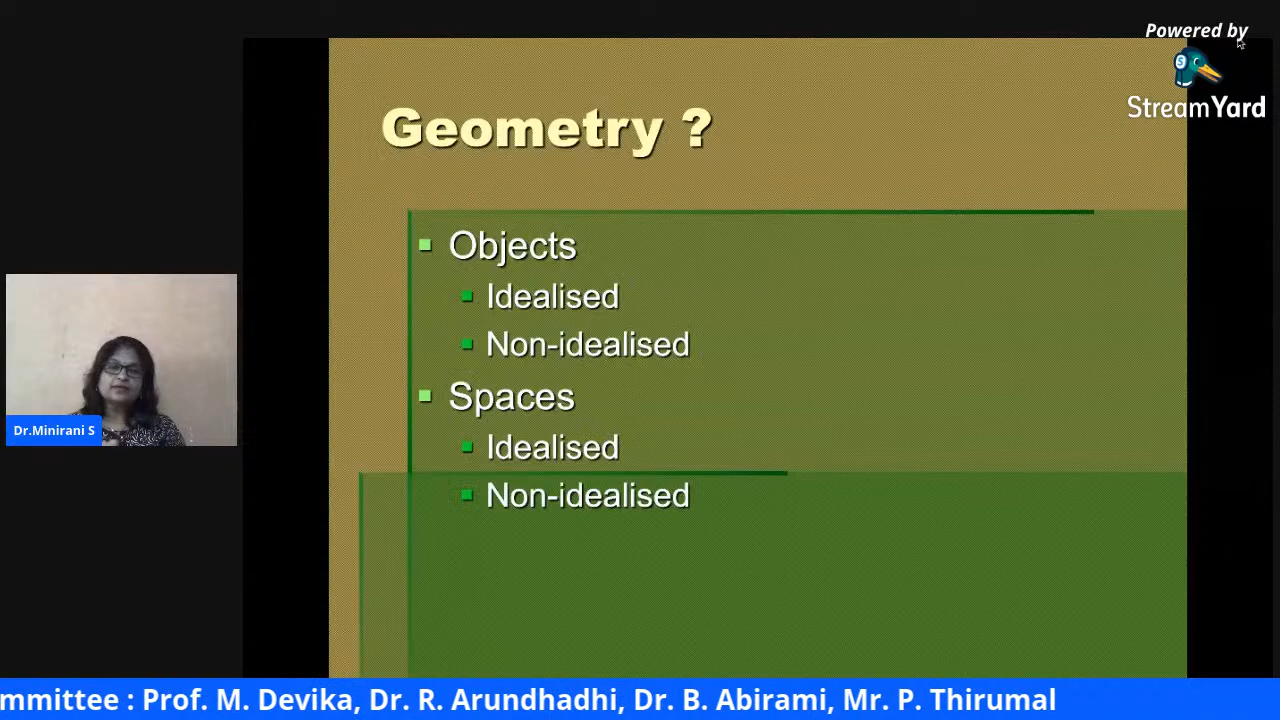 Powered by
StreamYard
Geometry ?
Objects
Idealised
Non-idealised
Spaces
Idealised
Non-idealised
Dr.Minirani S
mmittee : Prof. M. Devika, Dr. R. Arundhadhi, Dr. B. Abirami, Mr. P. Thirumal